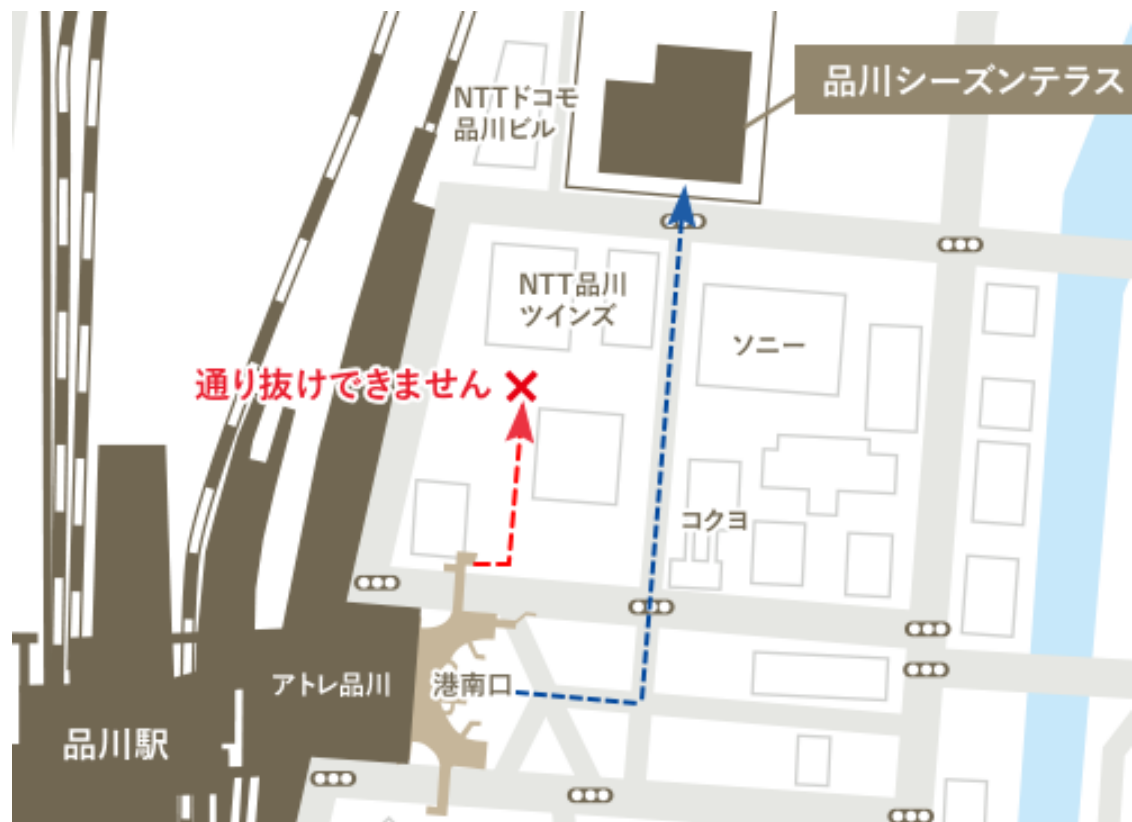 品川シーズンテラス
NTTドコモ
品川ビル
NTT品川
ツインズ
ソニー
通り抜けできません
コクヨ
アトレ品川
港南口
品川駅